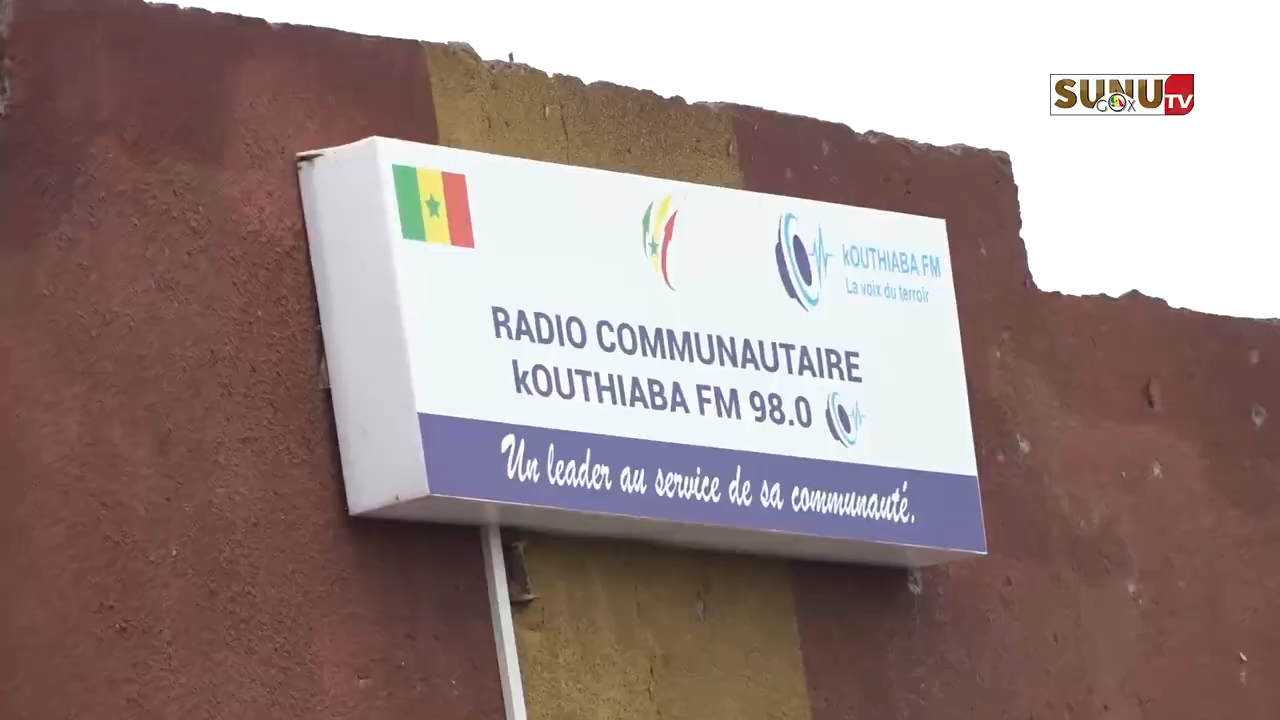 SUNU
GOX
TV
kOUTHIABA FM
La voix du terroir
RADIO COMMUNAUTAIRE
kOUTHIABA FM 98.0
Un leader au service de sa communauté.